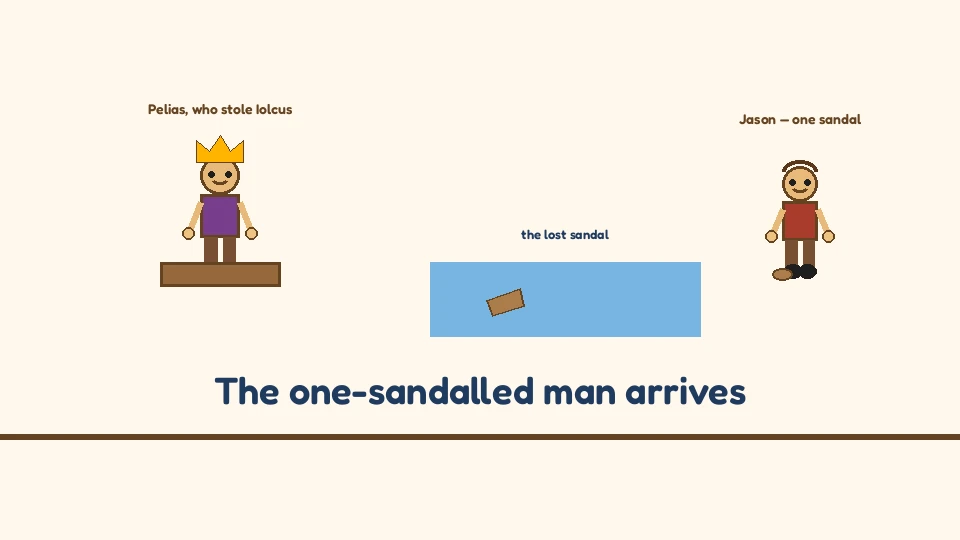 Pelias, who stole Iolcus
Jason — one sandal
the lost sandal
The one-sandalled man arrives